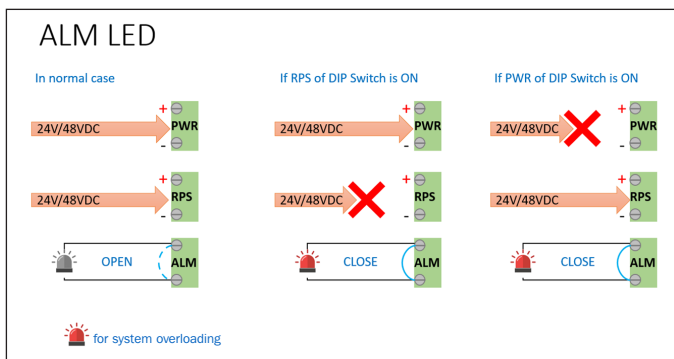 ALM LED
In normal case
If RPS of DIP Switch is ON
If PWR of DIP Switch is ON
+
24V/48VDC
PWR
-
+
24V/48VDC
PWR
-
24V/48VDC
+
PWR
-
+
24V/48VDC
RPS
-
24V/48VDC
+
RPS
-
+
24V/48VDC
RPS
-
OPEN
ALM
CLOSE
ALM
CLOSE
ALM
for system overloading